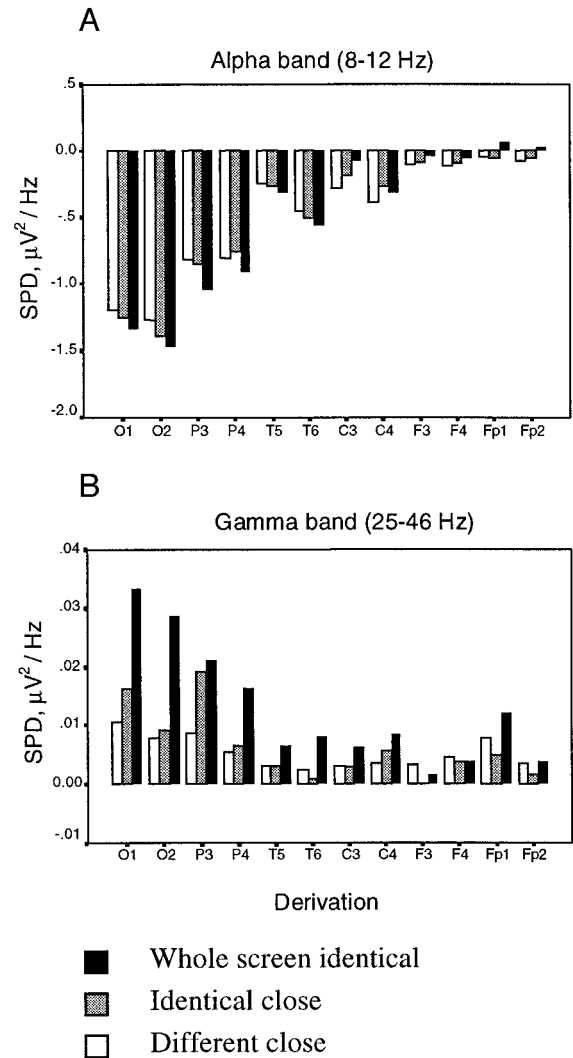 A
Alpha band (8-12 Hz)
.5
0.0
-.5
-1.0
-1.5
-2.0
SPD, μV² / Hz
O1 O2 P3 P4 T5 T6 C3 C4 F3 F4 Fp1 Fp2
B
Gamma band (25-46 Hz)
.04
.03
.02
.01
0.00
-.01
SPD, μV² / Hz
O1 O2 P3 P4 T5 T6 C3 C4 F3 F4 Fp1 Fp2
Derivation
Whole screen identical
Identical close
Different close